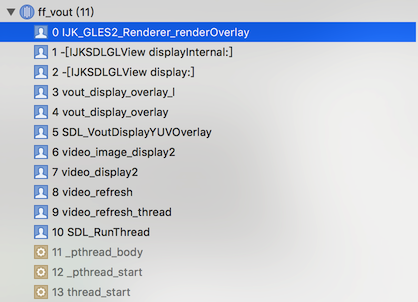 ff_vout (11)
0 IJK_GLES2_Renderer_renderOverlay
1 -[IJKSDLGLView displayInternal:]
2 -[IJKSDLGLView display:]
3 vout_display_overlay_l
4 vout_display_overlay
5 SDL_VoutDisplayYUVOverlay
6 video_image_display2
7 video_display2
8 video_refresh
9 video_refresh_thread
10 SDL_RunThread
11 _pthread_body
12 _pthread_start
13 thread_start